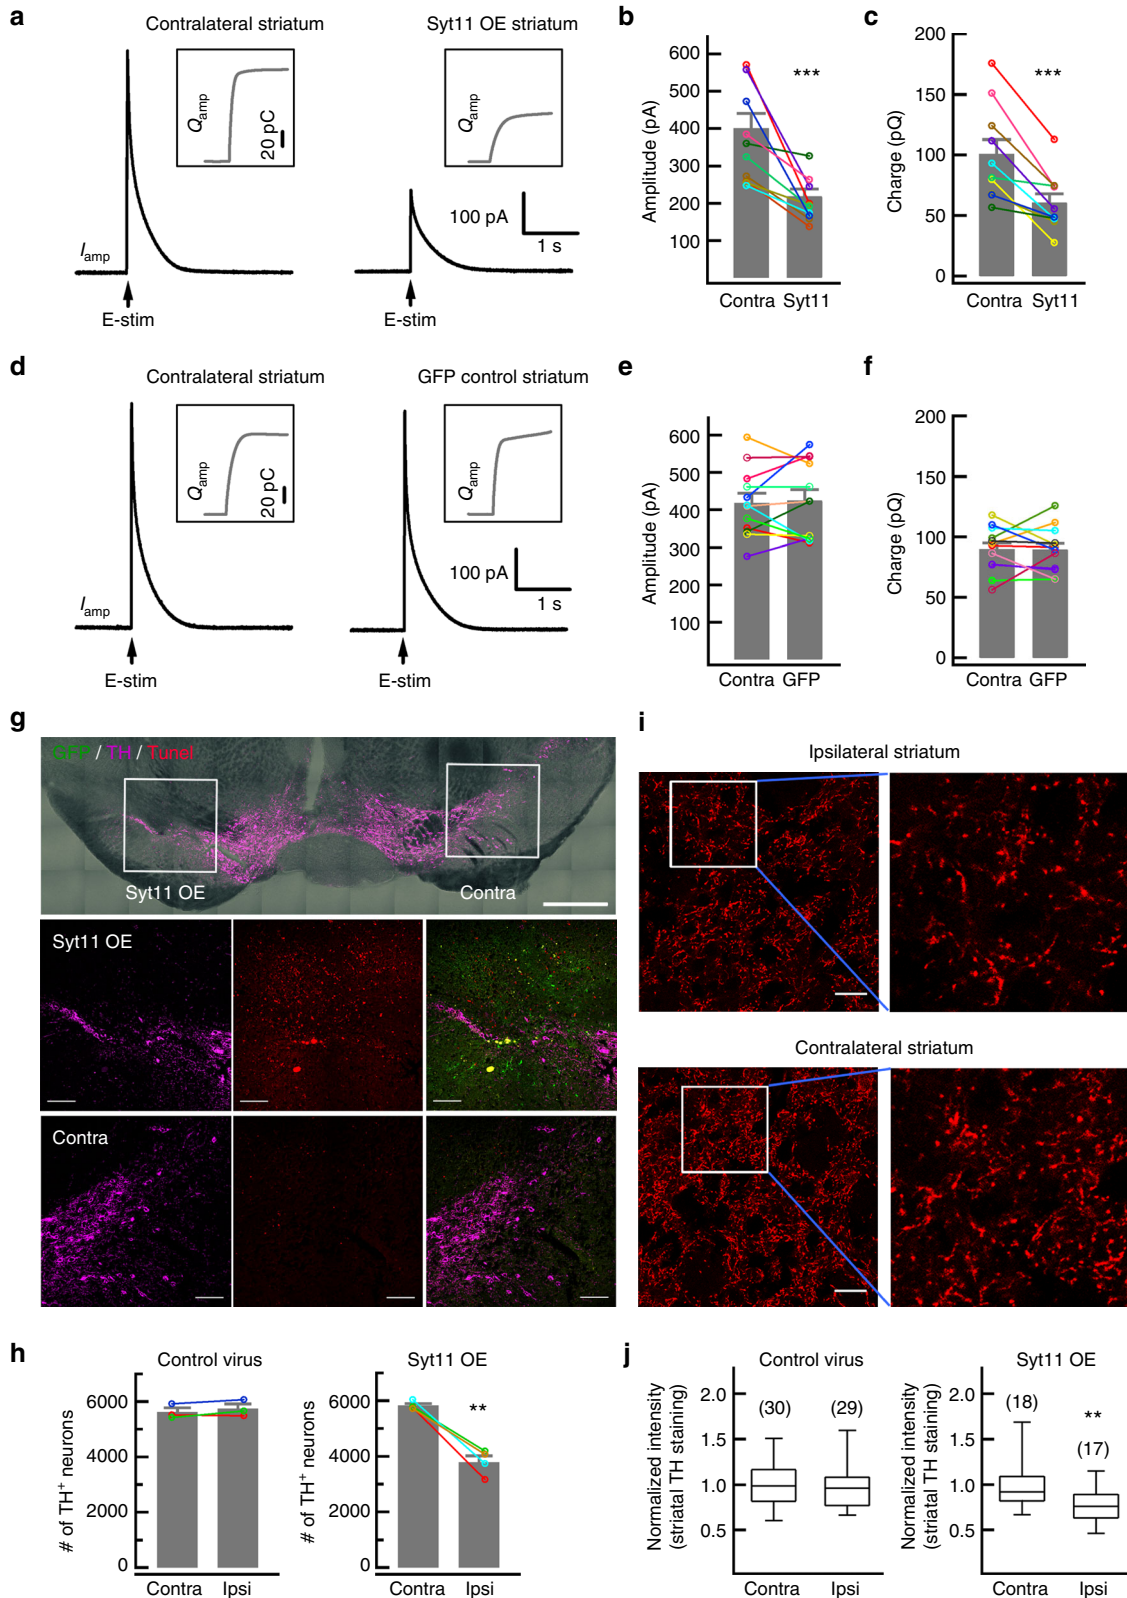 a
Contralateral striatum
Syt11 OE striatum
Qamp
20 pC
Qamp
Iamp
100 pA
1 s
E-stim
E-stim
b
600
500
400
300
200
100
Amplitude (pA)
***
Contra Syt11
c
200
150
100
50
0
Charge (pQ)
***
Contra Syt11
d
Contralateral striatum
GFP control striatum
Qamp
20 pC
Qamp
20 pC
Iamp
100 pA
1 s
E-stim
E-stim
e
600
500
400
300
200
100
Amplitude (pA)
Contra GFP
f
200
150
100
50
0
Charge (pQ)
Contra GFP
g
GFP / TH / Tunel
Syt11 OE
Contra
Syt11 OE
Contra
i
Ipsilateral striatum
Contralateral striatum
h
Control virus
6000
4000
2000
0
# of TH+ neurons
Contra Ipsi
Syt11 OE
6000
4000
2000
0
# of TH+ neurons
**
Contra Ipsi
j
Control virus
2.0
1.5
1.0
0.5
Normalized intensity
(striatal TH staining)
(30)
(29)
Contra Ipsi
Syt11 OE
2.0
1.5
1.0
0.5
Normalized intensity
(striatal TH staining)
(18)
**
(17)
Contra Ipsi